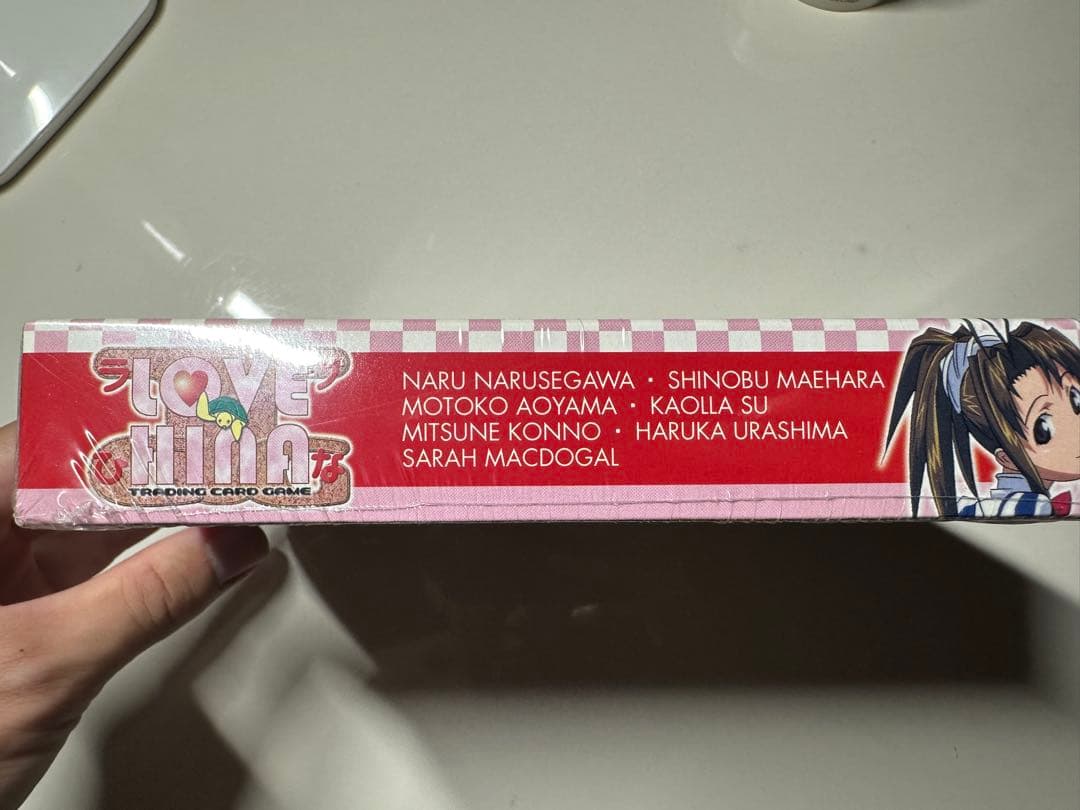 ラ LOVE ブ
ひ HINA な
TRADING CARD GAME
NARU NARUSEGAWA · SHINOBU MAEHARA
MOTOKO AOYAMA · KAOLLA SU
MITSUNE KONNO · HARUKA URASHIMA
SARAH MACDOGAL